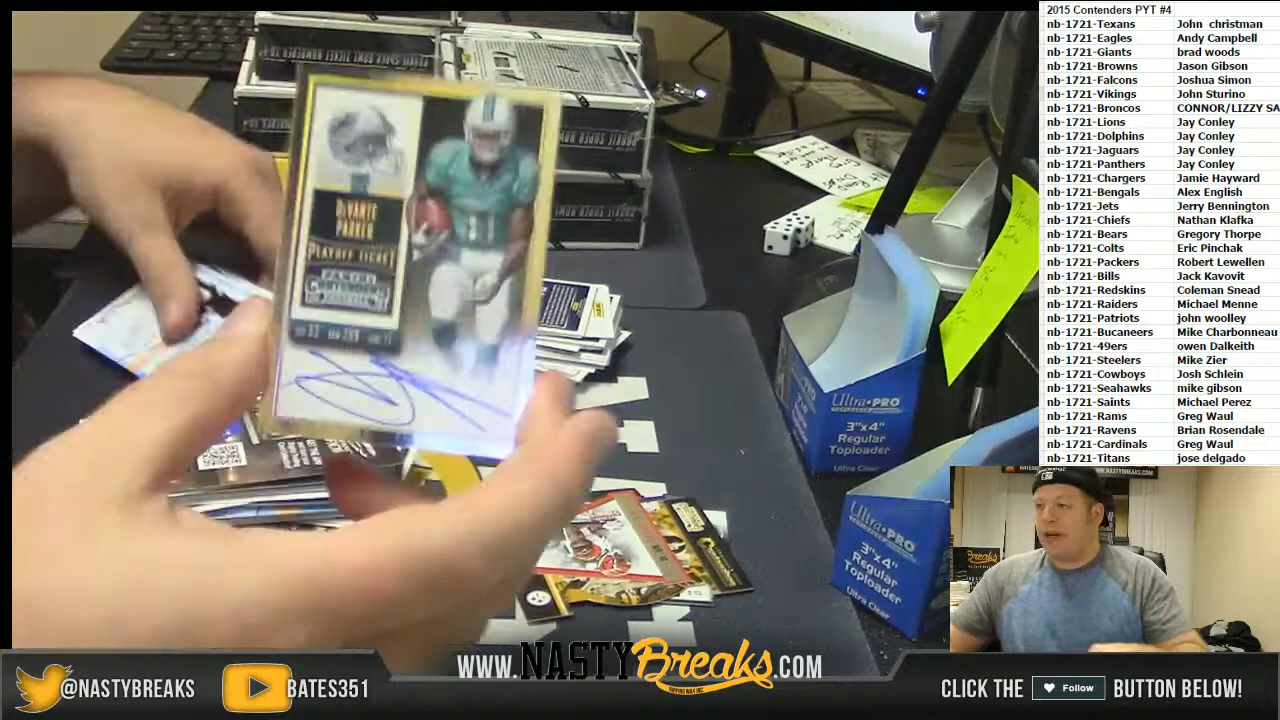 2015 Contenders PYT #4
nb-1721-Texans John christman
nb-1721-Eagles Andy Campbell
nb-1721-Giants brad woods
nb-1721-Browns Jason Gibson
nb-1721-Falcons Joshua Simon
nb-1721-Vikings John Sturino
nb-1721-Broncos CONNOR/LIZZY SA
nb-1721-Lions Jay Conley
nb-1721-Dolphins Jay Conley
nb-1721-Jaguars Jay Conley
nb-1721-Panthers Jay Conley
nb-1721-Chargers Jamie Hayward
nb-1721-Bengals Alex English
nb-1721-Jets Jerry Bennington
nb-1721-Chiefs Nathan Klafka
nb-1721-Bears Gregory Thorpe
nb-1721-Colts Eric Pinchak
nb-1721-Packers Robert Lewellen
nb-1721-Bills Jack Kavovit
nb-1721-Redskins Coleman Snead
nb-1721-Raiders Michael Menne
nb-1721-Patriots john woolley
nb-1721-Bucaneers Mike Charbonneau
nb-1721-49ers owen Dalkeith
nb-1721-Steelers Mike Zier
nb-1721-Cowboys Josh Schlein
nb-1721-Seahawks mike gibson
nb-1721-Saints Michael Perez
nb-1721-Rams Greg Waul
nb-1721-Ravens Brian Rosendale
nb-1721-Cardinals Greg Waul
nb-1721-Titans jose delgado
DEVANTE
PARKER
PLAYOFF TICKET
PANINI
CONTENDERS
11
Ultra•PRO
3"x4"
Regular
Toploader
Ultra Clear
Ultra•PRO
3"x4"
Regular
Toploader
Ultra Clear
Breaks
@NASTYBREAKS
BATES351
WWW.NASTYBreaks.COM
RIPPING WAX INC
CLICK THE Follow BUTTON BELOW!